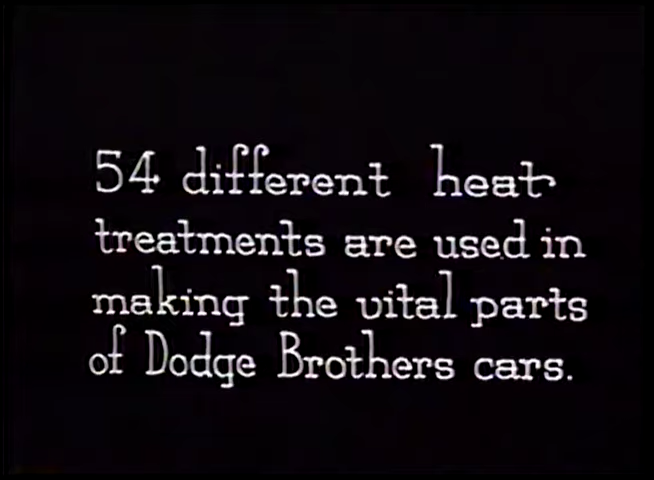 54 different heat
treatments are used in
making the vital parts
of Dodge Brothers cars.